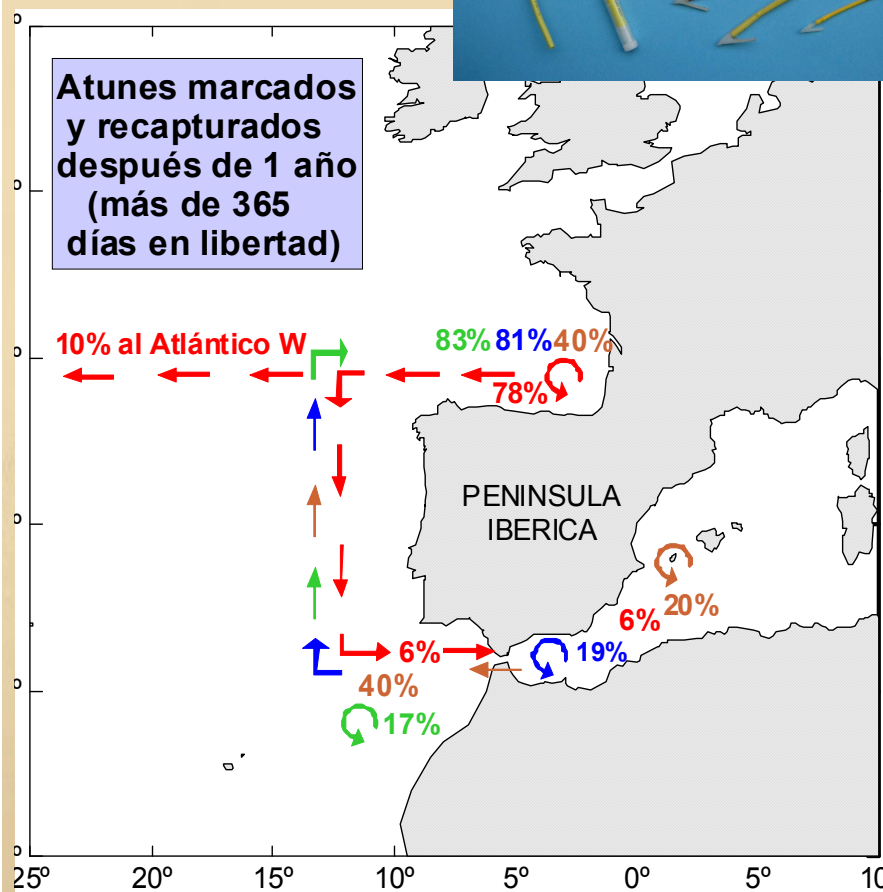 Atunes marcados
y recapturados
después de 1 año
(más de 365
días en libertad)
10% al Atlántico W
83% 81% 40%
78%
PENINSULA
IBERICA
6% 20%
6% 19%
40%
17%
25º 20º 15º 10º 5º 0º 5º